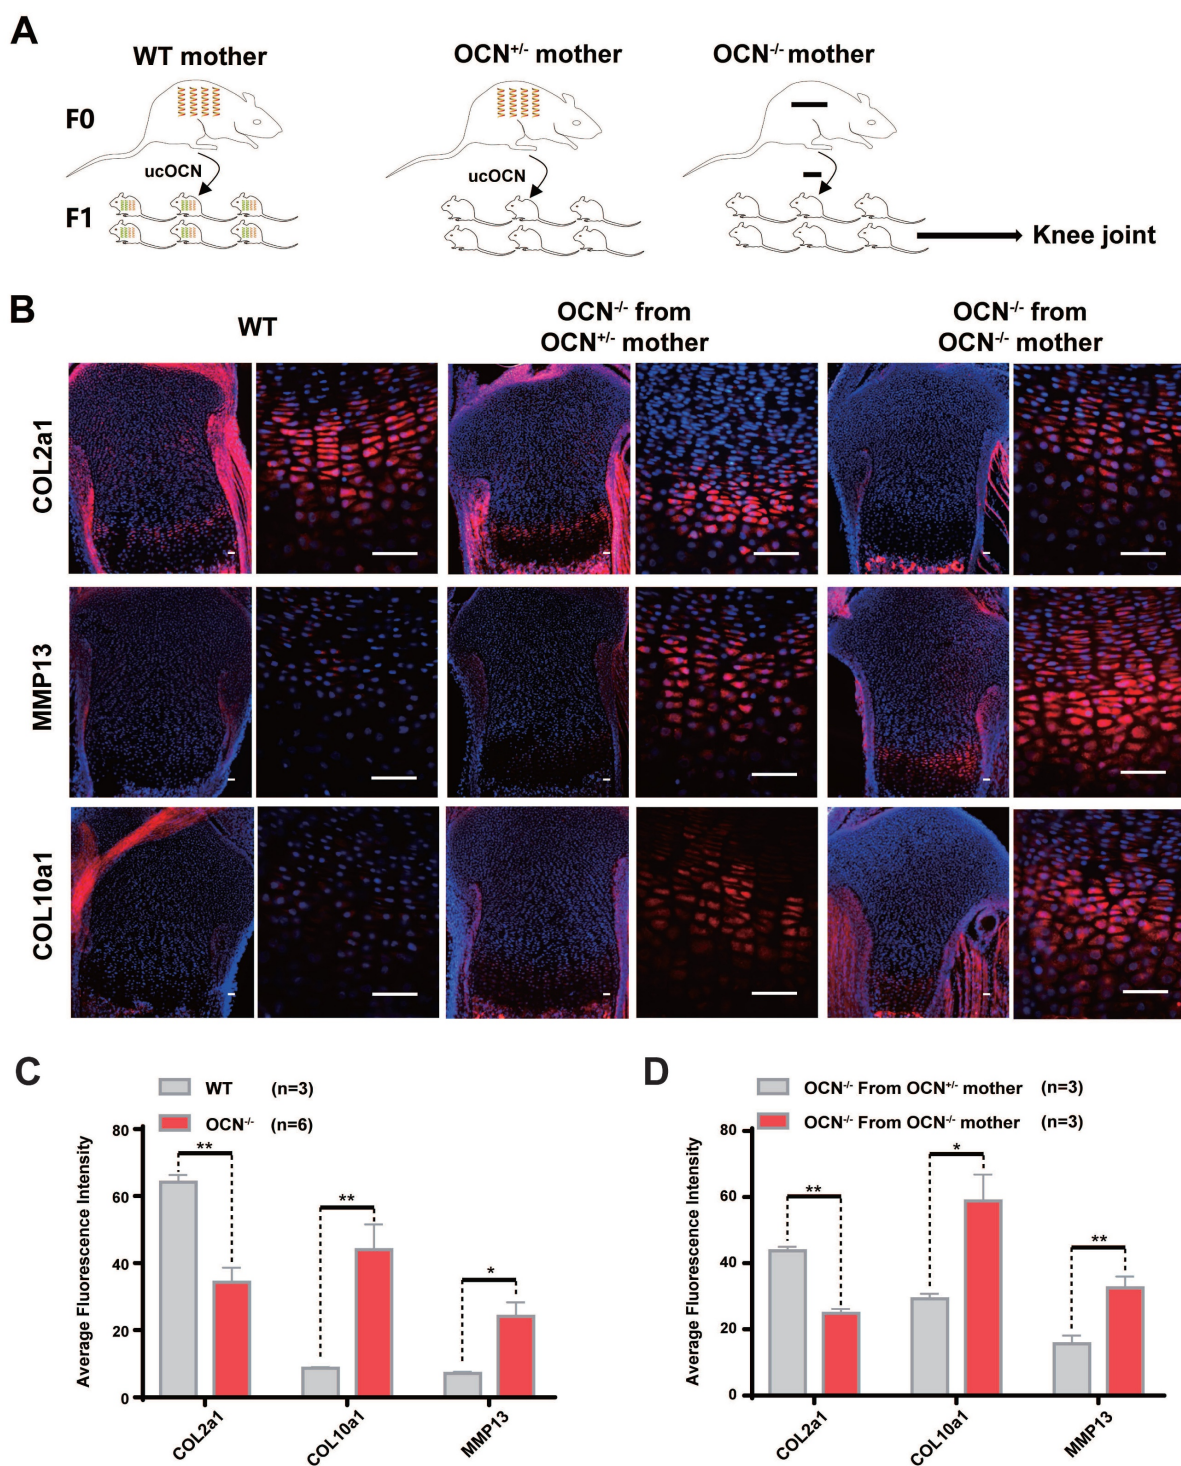 A
WT mother
OCN+/- mother
OCN-/- mother
F0
ucOCN
ucOCN
F1
Knee joint
B
WT
OCN-/- from
OCN+/- mother
OCN-/- from
OCN-/- mother
COL2a1
MMP13
COL10a1
C
WT (n=3)
OCN-/- (n=6)
Average Fluorescence Intensity
80
60
40
20
0
**
**
*
COL2a1
COL10a1
MMP13
D
OCN-/- From OCN+/- mother (n=3)
OCN-/- From OCN-/- mother (n=3)
Average Fluorescence Intensity
80
60
40
20
0
**
*
**
COL2a1
COL10a1
MMP13